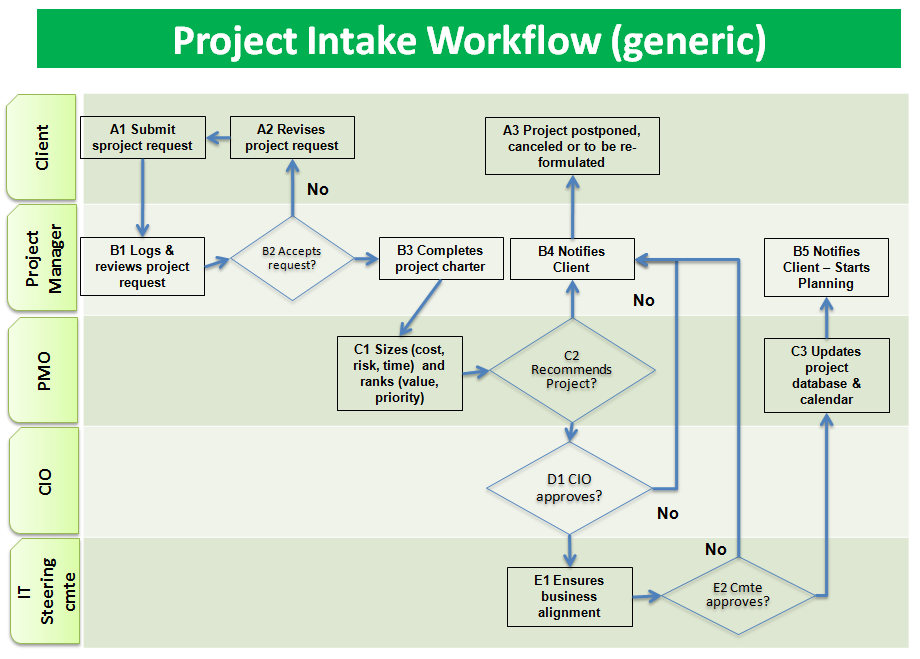 Project Intake Workflow (generic)
Client
A1 Submit
sproject request
A2 Revises
project request
A3 Project postponed,
canceled or to be re-
formulated
No
Project
Manager
B1 Logs &
reviews project
request
B2 Accepts
request?
B3 Completes
project charter
B4 Notifies
Client
B5 Notifies
Client – Starts
Planning
No
PMO
C1 Sizes (cost,
risk, time) and
ranks (value,
priority)
C2
Recommends
Project?
C3 Updates
project
database &
calendar
CIO
D1 CIO
approves?
No
IT
Steering
cmte
E1 Ensures
business
alignment
No
E2 Cmte
approves?